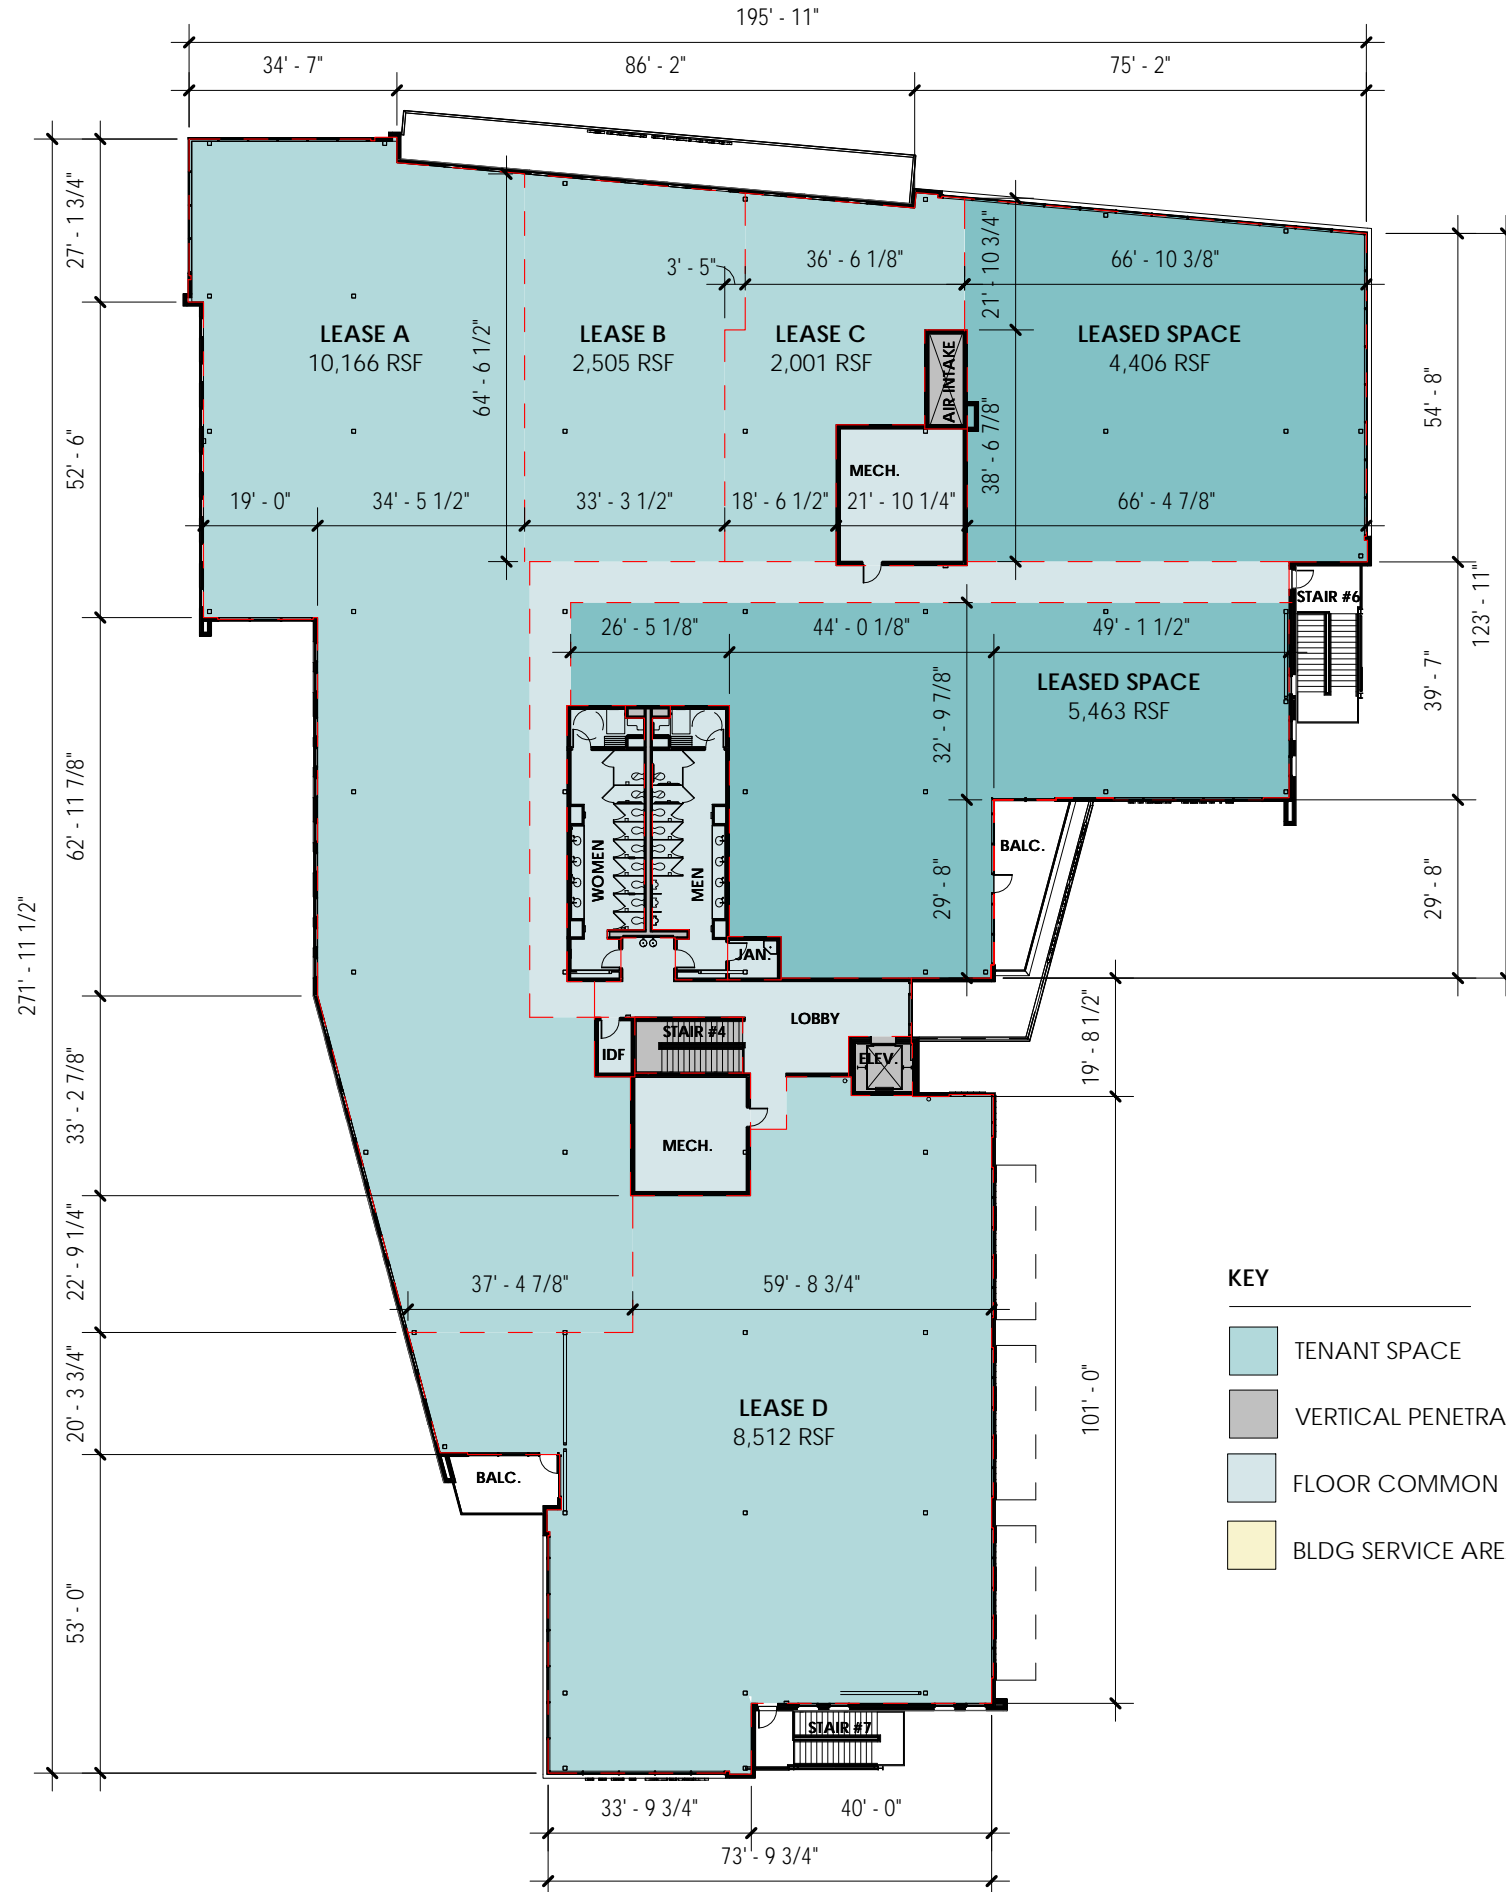 195' - 11"
34' - 7"
86' - 2"
75' - 2"
27' - 1 3/4"
21' - 10 3/4"
3' - 5"
36' - 6 1/8"
66' - 10 3/8"
LEASE A
10,166 RSF
LEASE B
2,505 RSF
LEASE C
2,001 RSF
LEASED SPACE
4,406 RSF
64' - 6 1/2"
AIR INTAKE
54' - 8"
52' - 6"
38' - 6 7/8"
MECH.
19' - 0"
34' - 5 1/2"
33' - 3 1/2"
18' - 6 1/2"
21' - 10 1/4"
66' - 4 7/8"
STAIR #6
123' - 11"
26' - 5 1/8"
44' - 0 1/8"
49' - 1 1/2"
LEASED SPACE
5,463 RSF
32' - 9 7/8"
39' - 7"
62' - 11 7/8"
WOMEN
MEN
BALC.
29' - 8"
29' - 8"
271' - 11 1/2"
JAN.
LOBBY
STAIR #4
IDF
ELEV.
19' - 8 1/2"
33' - 2 7/8"
MECH.
22' - 9 1/4"
37' - 4 7/8"
59' - 8 3/4"
KEY
TENANT SPACE
VERTICAL PENETRA
FLOOR COMMON
BLDG SERVICE ARE
20' - 3 3/4"
101' - 0"
LEASE D
8,512 RSF
BALC.
53' - 0"
STAIR #7
33' - 9 3/4"
40' - 0"
73' - 9 3/4"